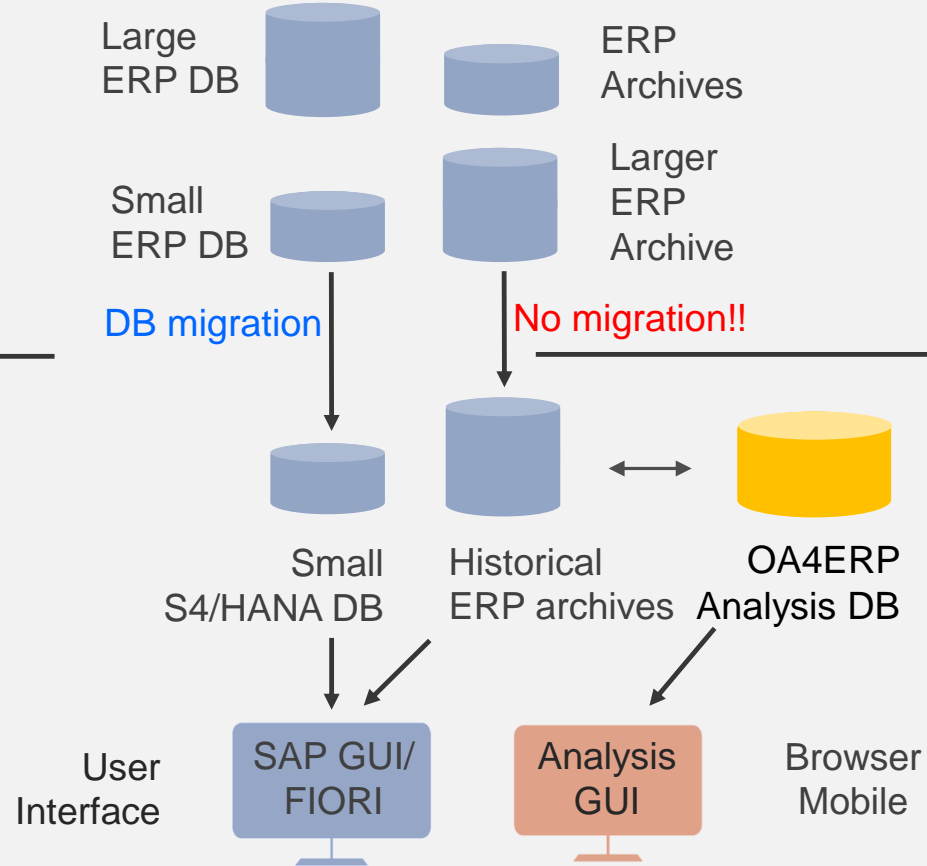 Large
ERP DB
ERP
Archives
Small
ERP DB
Larger
ERP
Archive
DB migration
No migration!!
Small
S4/HANA DB
Historical
ERP archives
OA4ERP
Analysis DB
User
Interface
SAP GUI/
FIORI
Analysis
GUI
Browser
Mobile